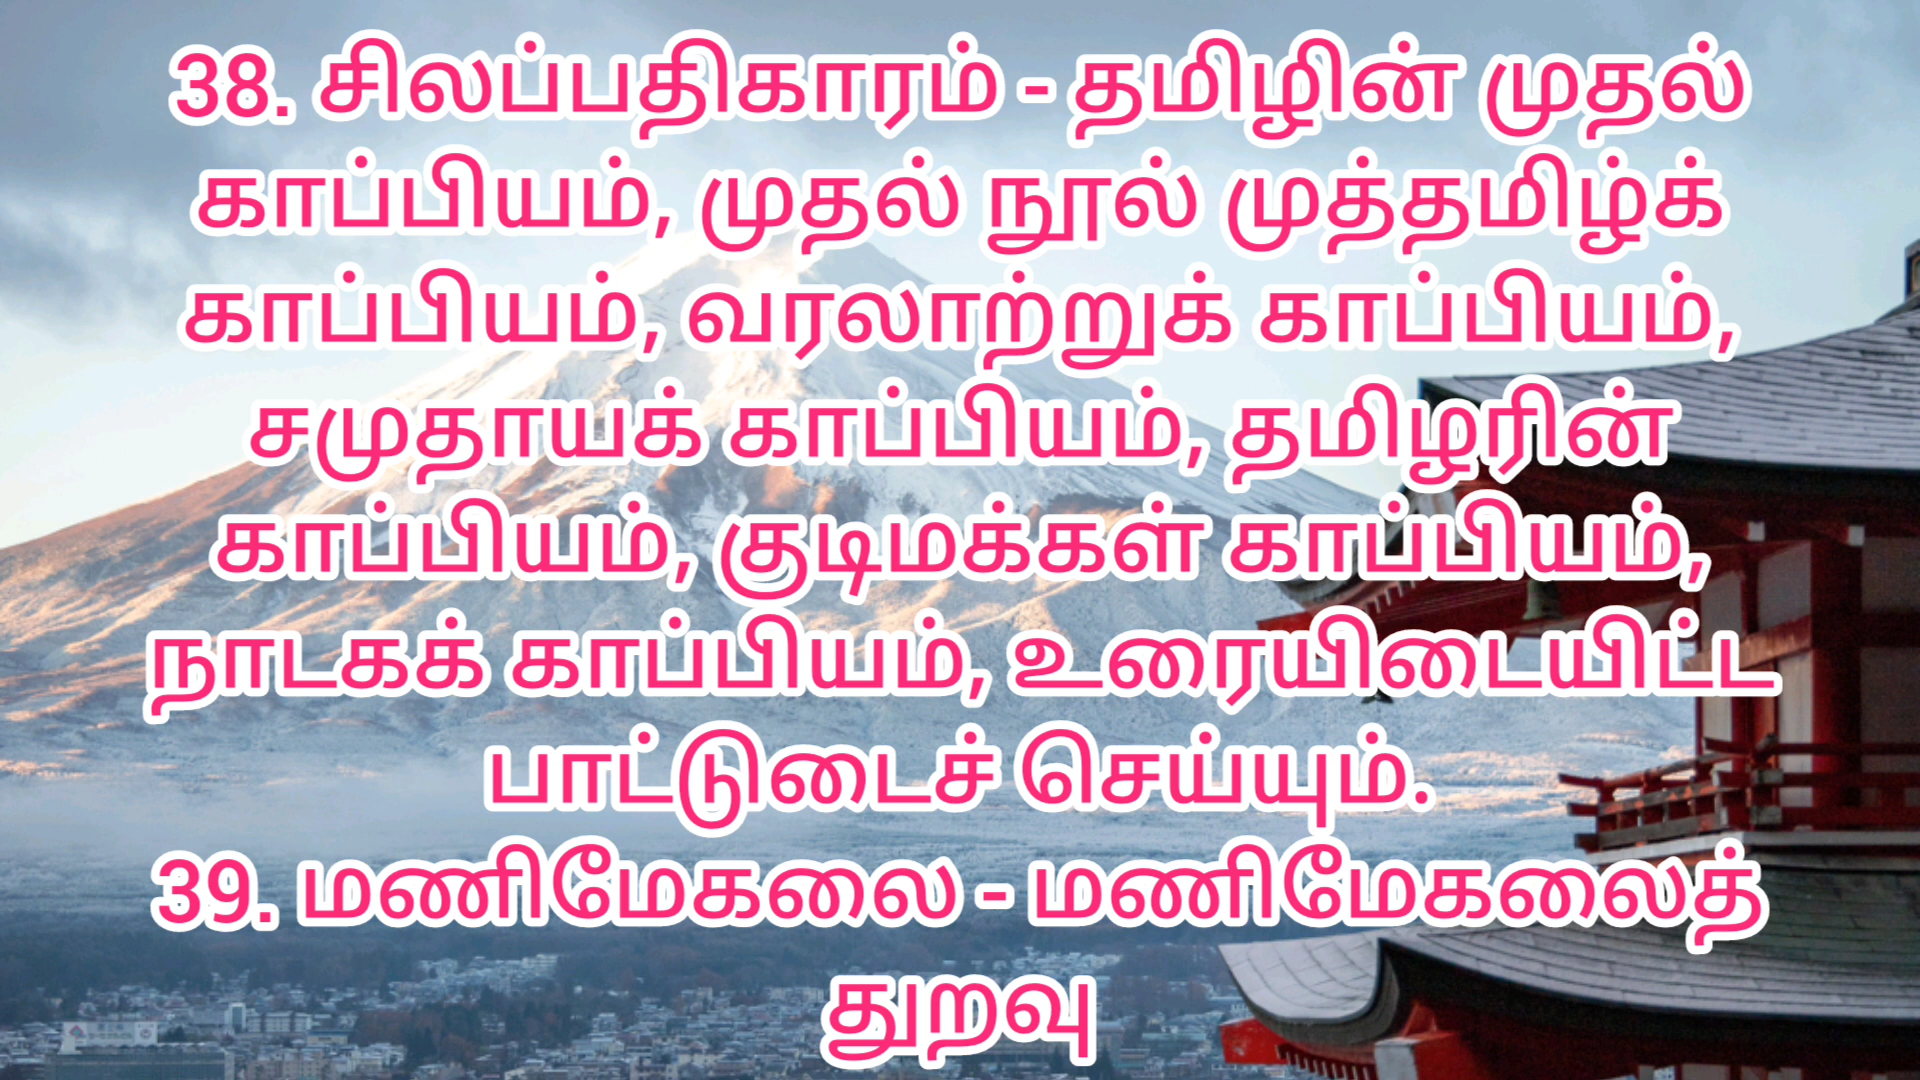 38. சிலப்பதிகாரம் - தமிழின் முதல்
காப்பியம், முதல் நூல் முத்தமிழ்க்
காப்பியம், வரலாற்றுக் காப்பியம்,
சமுதாயக் காப்பியம், தமிழரின்
காப்பியம், குடிமக்கள் காப்பியம்,
நாடகக் காப்பியம், உரையிடையிட்ட
பாட்டுடைச் செய்யும்.
39. மணிமேகலை - மணிமேகலைத்
துறவு